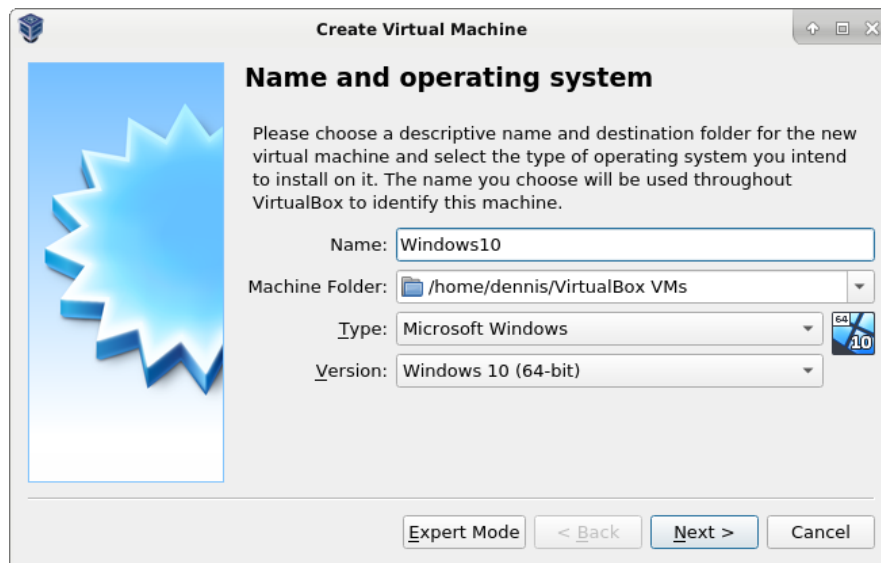 Create Virtual Machine
Name and operating system
Please choose a descriptive name and destination folder for the new
virtual machine and select the type of operating system you intend
to install on it. The name you choose will be used throughout
VirtualBox to identify this machine.
Name: Windows10
Machine Folder: /home/dennis/VirtualBox VMs
Type: Microsoft Windows
64
10
Version: Windows 10 (64-bit)
Expert Mode < Back Next > Cancel